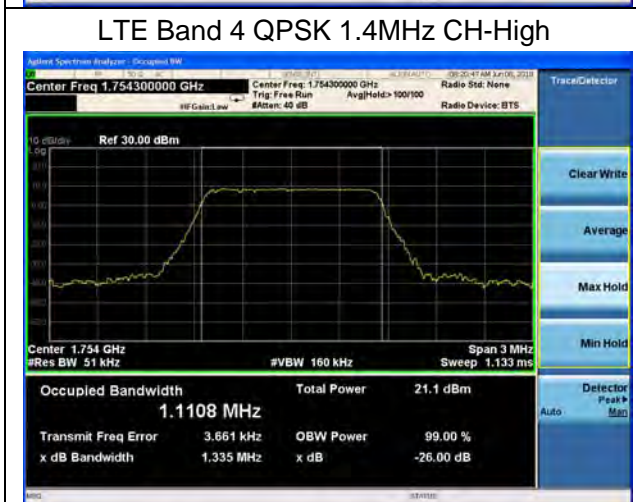 LTE Band 4 QPSK 1.4MHz CH-High
Agilent Spectrum Analyzer - Occupied BW
Center Freq 1.754300000 GHz
Center Freq: 1.754300000 GHz
Radio Std: None
Trig: Free Run Avg|Hold:> 100/100
#IFGain:Low #Atten: 40 dB Radio Device: BTS
Trace/Detector
10 dB/div Ref 30.00 dBm
Log
Clear Write
Average
Max Hold
Min Hold
Center 1.754 GHz Span 3 MHz
#Res BW 51 kHz #VBW 160 kHz Sweep 1.133 ms
Occupied Bandwidth Total Power 21.1 dBm
1.1108 MHz
Transmit Freq Error 3.661 kHz OBW Power 99.00 %
x dB Bandwidth 1.335 MHz x dB -26.00 dB
Detector
Peak▶
Auto Man
MSG STATUS